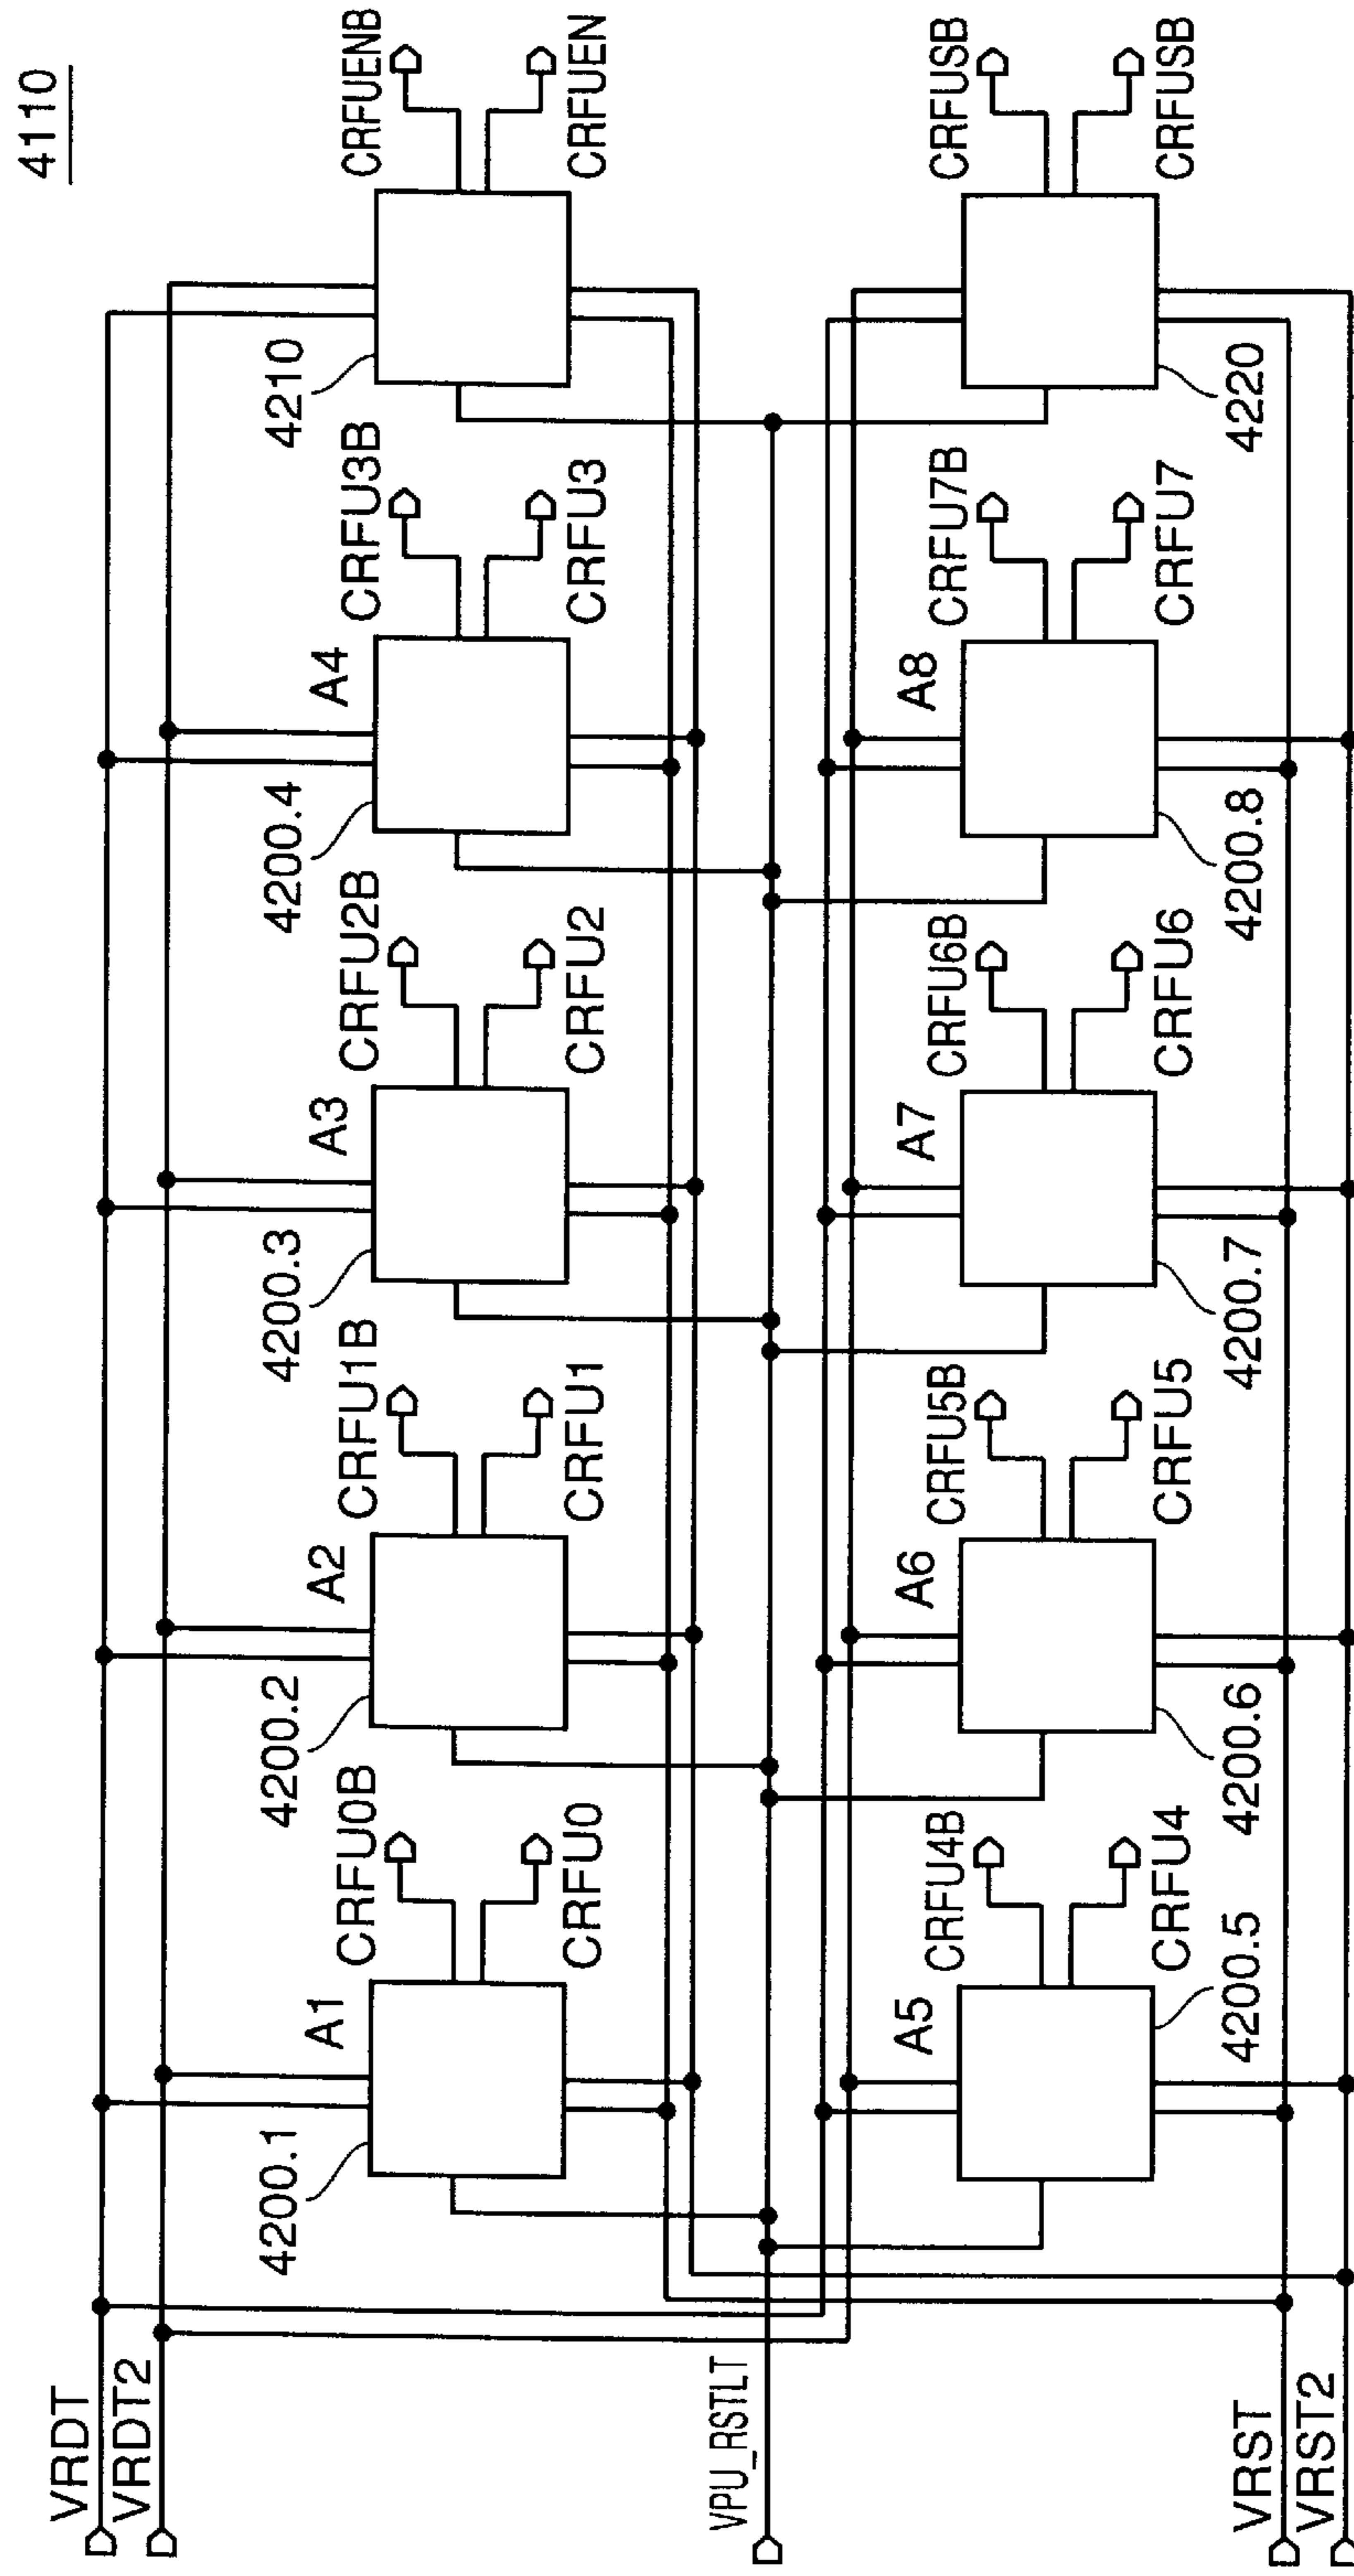 4110
VRDT
VRDT2
VPU_RSTLT
VRST
VRST2
4200.1
A1
CRFU0B
CRFU0
4200.2
A2
CRFU1B
CRFU1
4200.3
A3
CRFU2B
CRFU2
4200.4
A4
CRFU3B
CRFU3
4210
CRFUENB
CRFUEN
A5
4200.5
CRFU4B
CRFU4
A6
4200.6
CRFU5B
CRFU5
A7
4200.7
CRFU6B
CRFU6
A8
4200.8
CRFU7B
CRFU7
4220
CRFUSB
CRFUSB